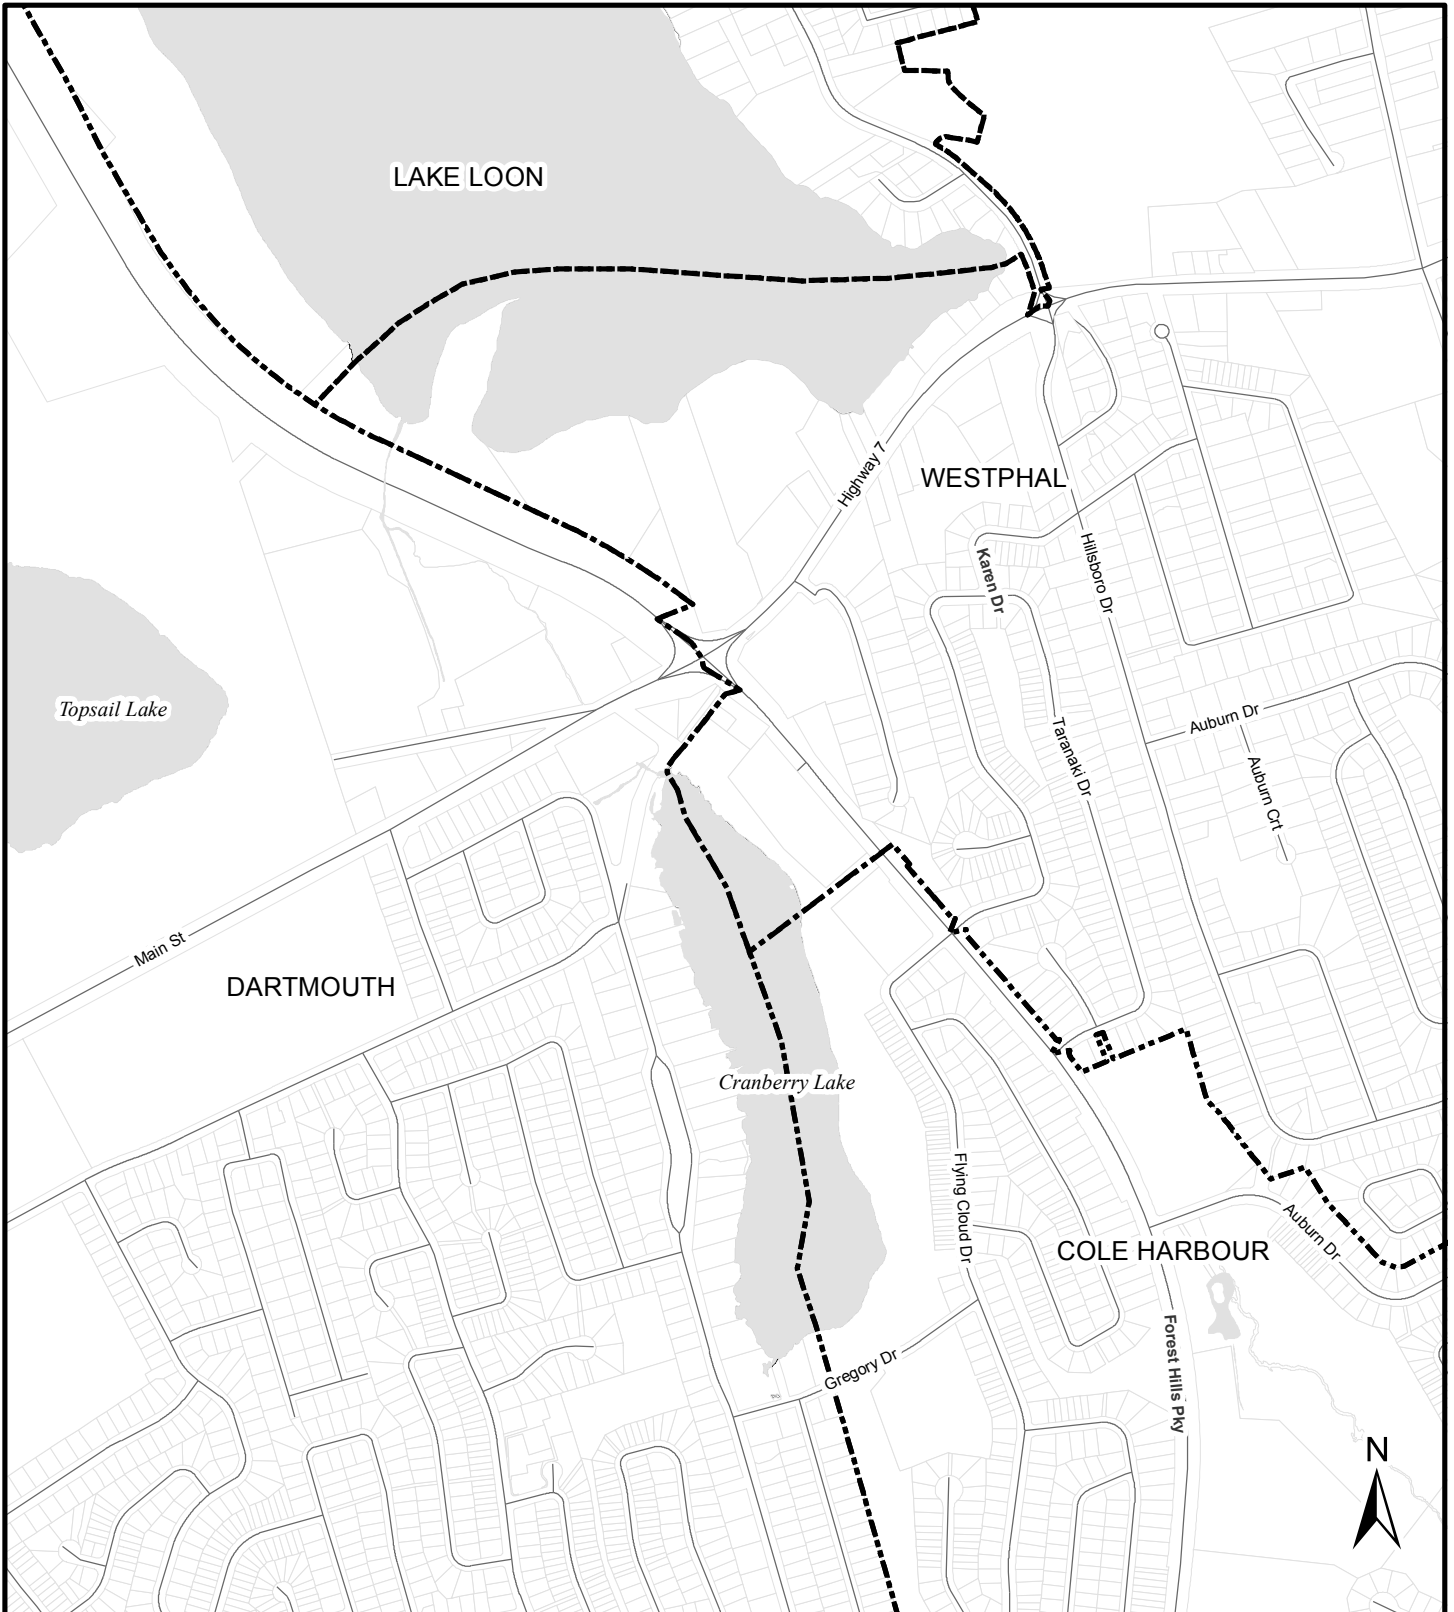 LAKE LOON
Highway 7
WESTPHAL
Karen Dr
Hillsboro Dr
Topsail Lake
Auburn Dr
Taranaki Dr
Auburn Crt
Main St
DARTMOUTH
Cranberry Lake
Flying Cloud Dr
Auburn Dr
COLE HARBOUR
Forest Hills Pky
Gregory Dr
N